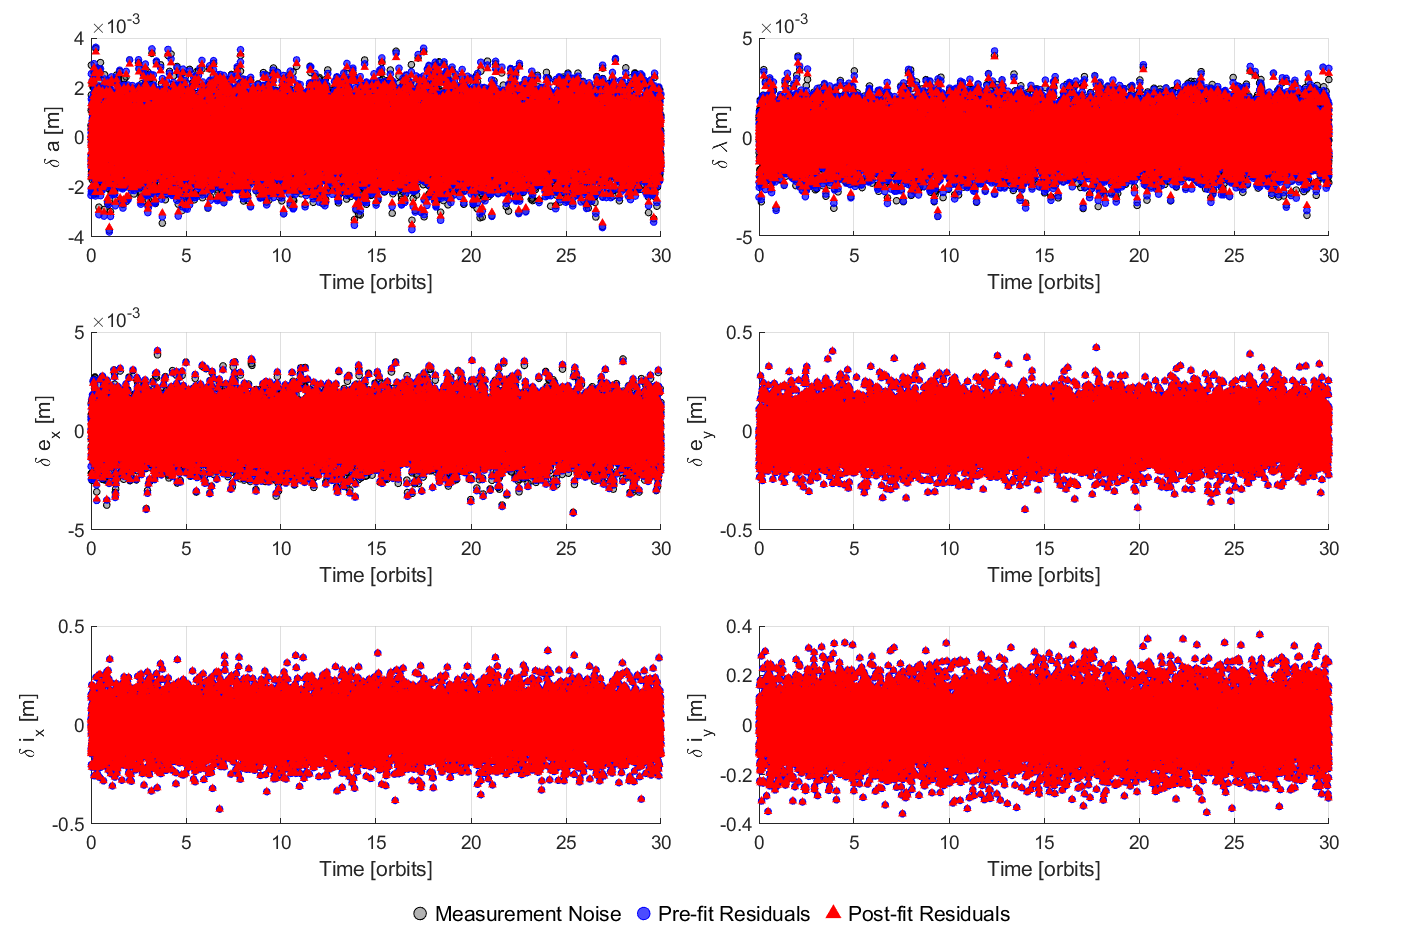 ×10⁻³
4
2
0
-2
-4
δ a [m]
0 5 10 15 20 25 30
Time [orbits]
×10⁻³
5
0
-5
δ λ [m]
0 5 10 15 20 25 30
Time [orbits]
×10⁻³
5
0
-5
δ eₓ [m]
0 5 10 15 20 25 30
Time [orbits]
0.5
0
-0.5
δ e_y [m]
0 5 10 15 20 25 30
Time [orbits]
0.5
0
-0.5
δ iₓ [m]
0 5 10 15 20 25 30
Time [orbits]
0.4
0.2
0
-0.2
-0.4
δ i_y [m]
0 5 10 15 20 25 30
Time [orbits]
Measurement Noise Pre-fit Residuals Post-fit Residuals